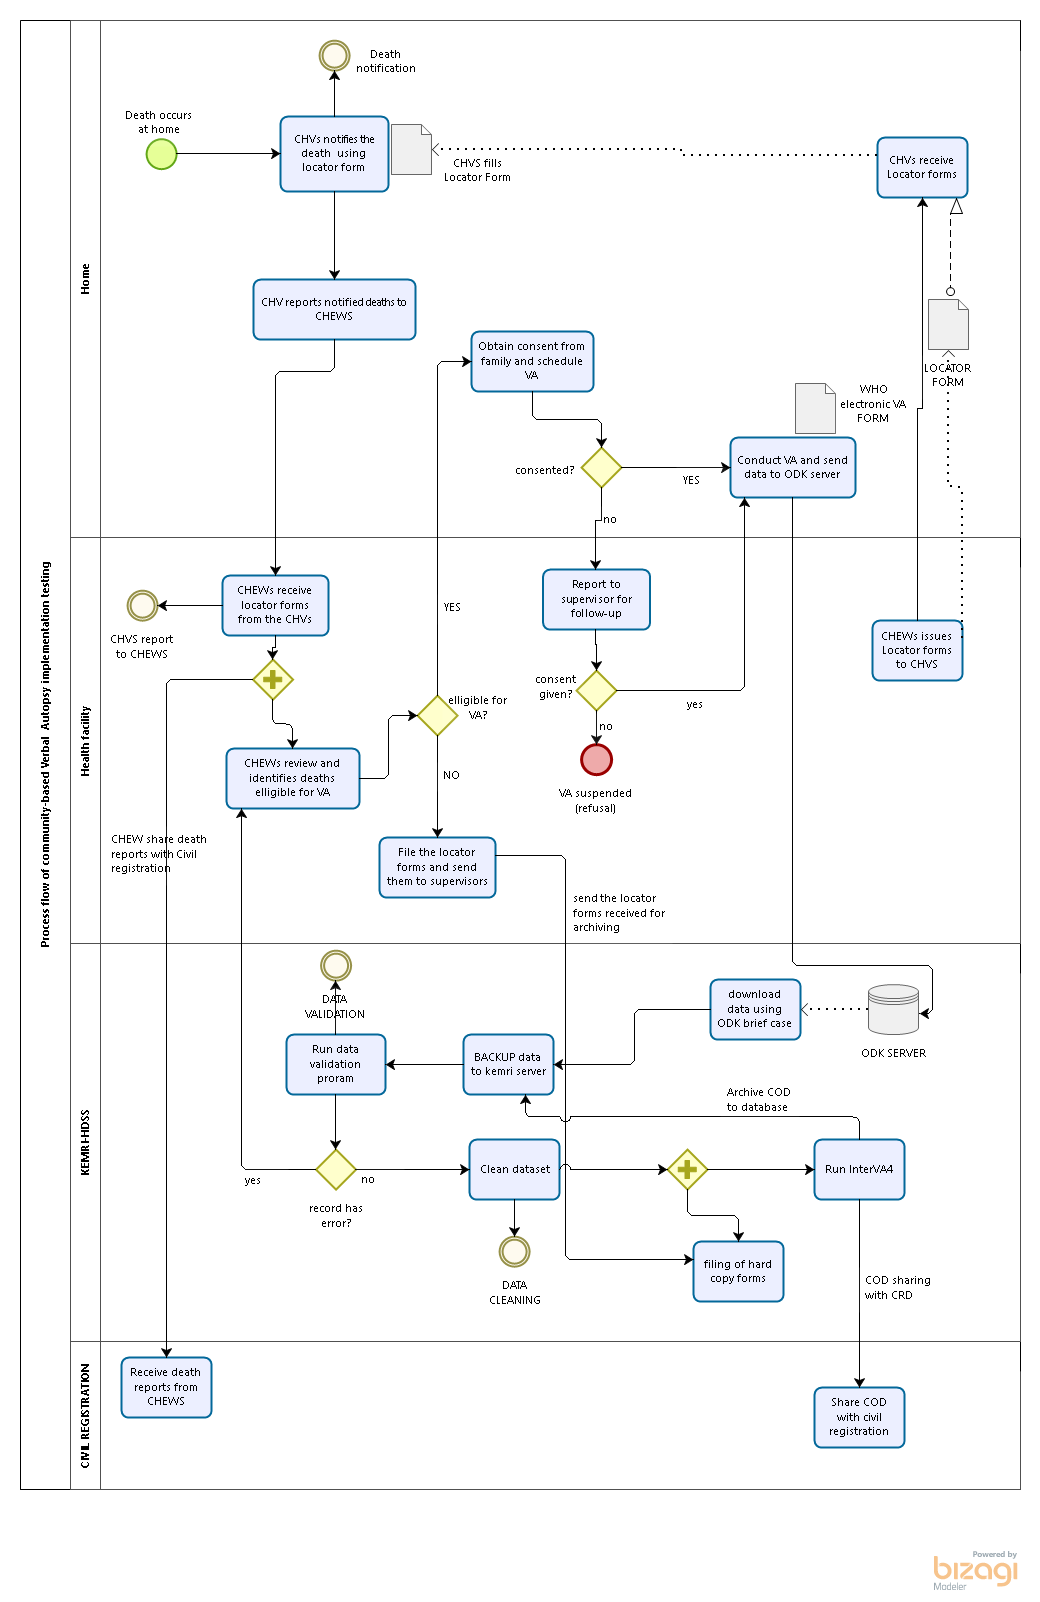 Process flow of community-based Verbal Autopsy implementation testing
Home
Death
notification
Death occurs
at home
CHVs notifies the
death using
locator form
CHVS fills
Locator Form
CHVs receive
Locator forms
CHV reports notified deaths to
CHEWS
LOCATOR
FORM
Obtain consent from
family and schedule
VA
WHO
electronic VA
FORM
consented?
YES
Conduct VA and send
data to ODK server
no
Health facility
CHEWs receive
locator forms
from the CHVs
CHVS report
to CHEWS
YES
Report to
supervisor for
follow-up
CHEWs issues
Locator forms
to CHVS
elligible for
VA?
consent
given?
yes
no
CHEWs review and
identifies deaths
elligible for VA
NO
VA suspended
(refusal)
CHEW share death
reports with Civil
registration
File the locator
forms and send
them to supervisors
send the locator
forms received for
archiving
KEMRI-HDSS
DATA
VALIDATION
download
data using
ODK brief case
ODK SERVER
Run data
validation
proram
BACKUP data
to kemri server
Archive COD
to database
yes
no
record has
error?
Clean dataset
Run InterVA4
DATA
CLEANING
filing of hard
copy forms
COD sharing
with CRD
CIVIL REGISTRATION
Receive death
reports from
CHEWS
Share COD
with civil
registration
Powered by
bizagi
Modeler